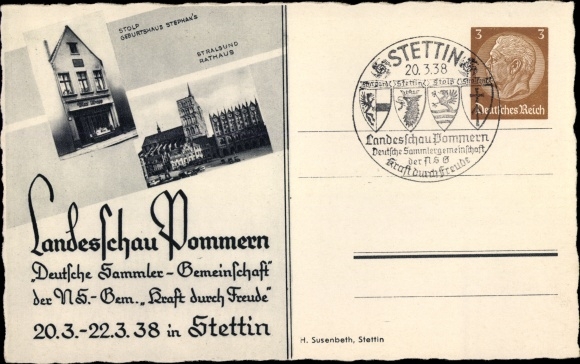 STOLP
GEBURTSHAUS STEPHAN'S
STRALSUND
RATHAUS
Landesschau Pommern
„Deutsche Sammler-Gemeinschaft"
der N.S.-Gem. „Kraft durch Freude"
20.3.-22.3.38 in Stettin
STETTIN
20.3.38
Stettin Stolp
Landesschau Pommern
Deutsche Sammlergemeinschaft
der N S G
Kraft durch Freude
3 3
Deutsches Reich
H. Susenbeth, Stettin